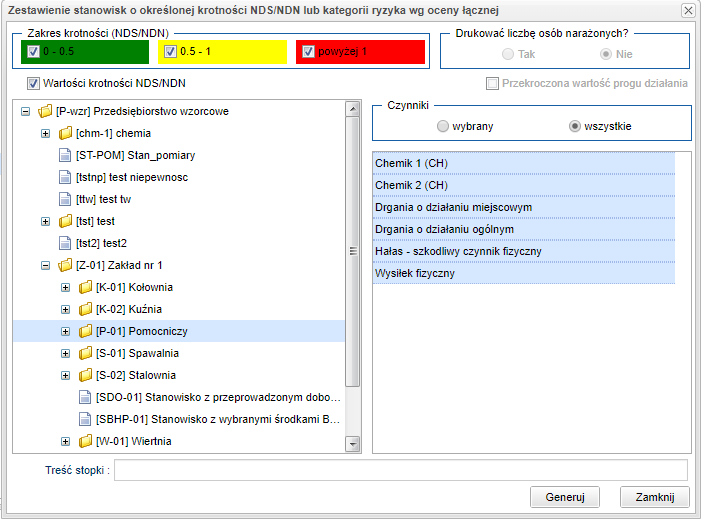 Zestawienie stanowisk o określonej krotności NDS/NDN lub kategorii ryzyka wg oceny łącznej
Zakres krotności (NDS/NDN)
0 - 0.5
0.5 - 1
powyżej 1
Drukować liczbę osób narażonych?
Tak
Nie
Wartości krotności NDS/NDN
Przekroczona wartość progu działania
[P-wzr] Przedsiębiorstwo wzorcowe
[chm-1] chemia
[ST-POM] Stan_pomiary
[tstnp] test niepewnosc
[ttw] test tw
[tst] test
[tst2] test2
[Z-01] Zakład nr 1
[K-01] Kołownia
[K-02] Kuźnia
[P-01] Pomocniczy
[S-01] Spawalnia
[S-02] Stalownia
[SDO-01] Stanowisko z przeprowadzonym dobo...
[SBHP-01] Stanowisko z wybranymi środkami B...
[W-01] Wiertnia
Czynniki
wybrany
wszystkie
Chemik 1 (CH)
Chemik 2 (CH)
Drgania o działaniu miejscowym
Drgania o działaniu ogólnym
Hałas - szkodliwy czynnik fizyczny
Wysiłek fizyczny
Treść stopki :
Generuj
Zamknij